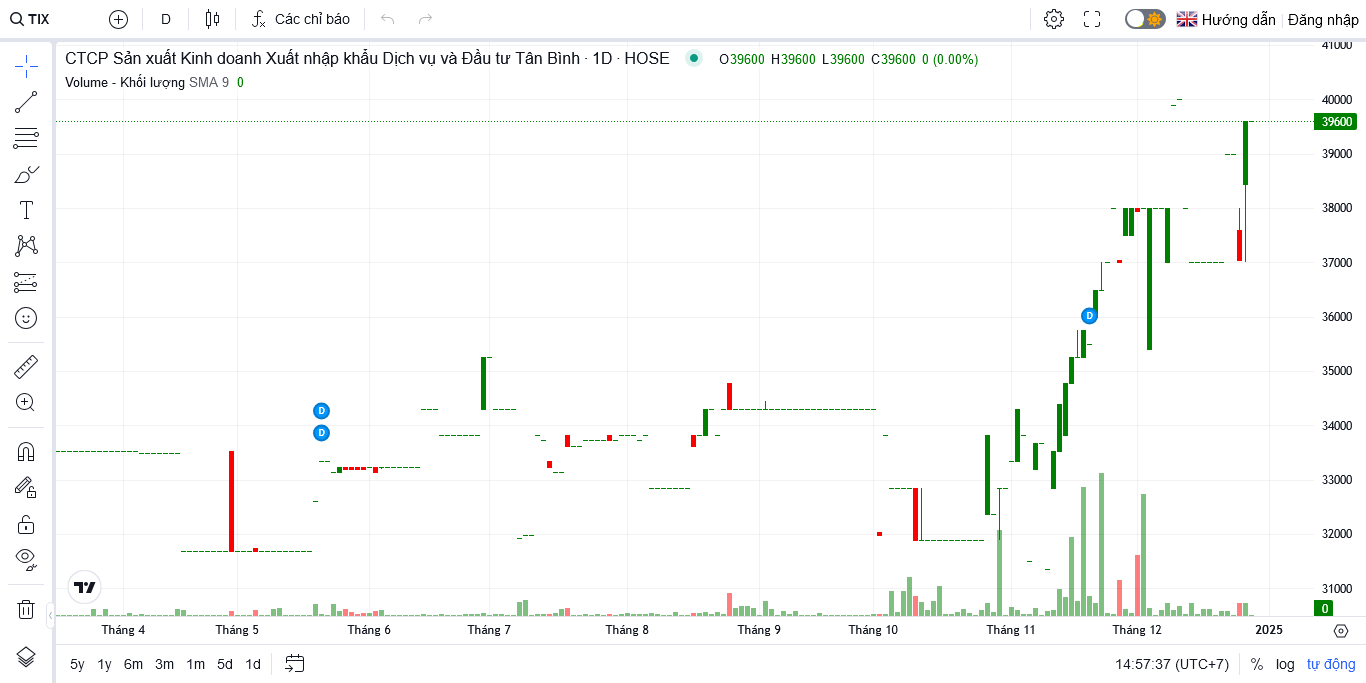 TIX D Các chỉ báo Hướng dẫn Đăng nhập
CTCP Sản xuất Kinh doanh Xuất nhập khẩu Dịch vụ và Đầu tư Tân Bình · 1D · HOSE O39600 H39600 L39600 C39600 0 (0.00%)
Volume - Khối lượng SMA 9 0
41000
40000
39600
39000
38000
37000
36000
35000
34000
33000
32000
31000
0
D
D
D
Tháng 4 Tháng 5 Tháng 6 Tháng 7 Tháng 8 Tháng 9 Tháng 10 Tháng 11 Tháng 12 2025
5y 1y 6m 3m 1m 5d 1d 14:57:37 (UTC+7) % log tự động